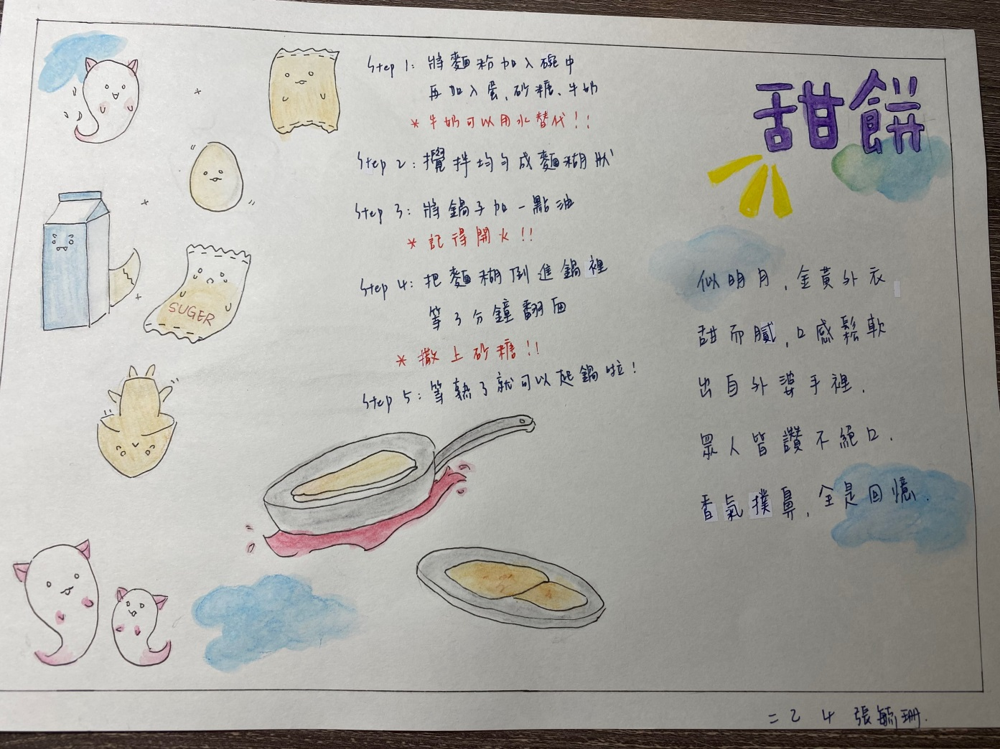 甜餅
Step 1: 將麵粉加入碗中
再加入蛋、砂糖、牛奶
* 牛奶可以用水替代!!
Step 2: 攪拌均勻成麵糊狀
Step 3: 將鍋子加一點油
* 記得開火!!
Step 4: 把麵糊倒進鍋裡
等3分鐘翻面
* 撒上砂糖!!
Step 5: 等熟了就可以起鍋啦!
SUGER
似明月,金黃外衣
甜而膩,口感鬆軟
出自外婆手裡.
眾人皆讚不絕口.
香氣撲鼻,全是回憶.
二乙 4 張毓珊.